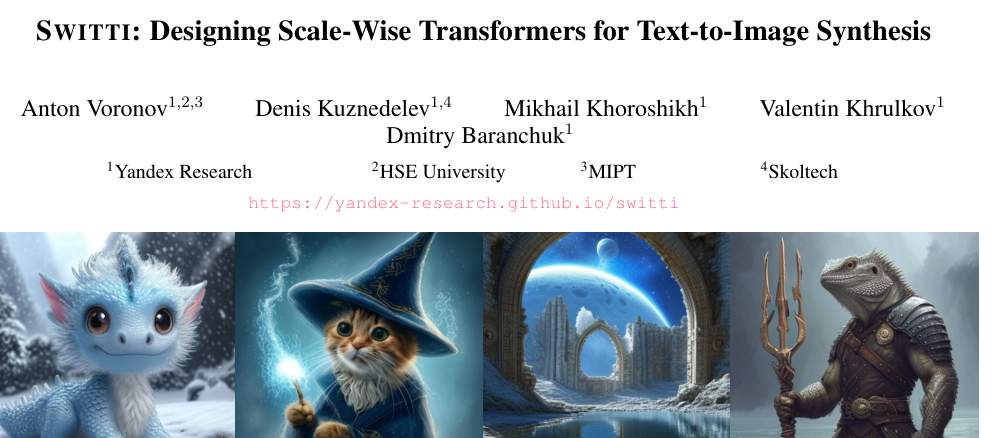 SWITTI: Designing Scale-Wise Transformers for Text-to-Image Synthesis
Anton Voronov1,2,3 Denis Kuznedelev1,4 Mikhail Khoroshikh1 Valentin Khrulkov1
Dmitry Baranchuk1
1Yandex Research 2HSE University 3MIPT 4Skoltech
https://yandex-research.github.io/switti